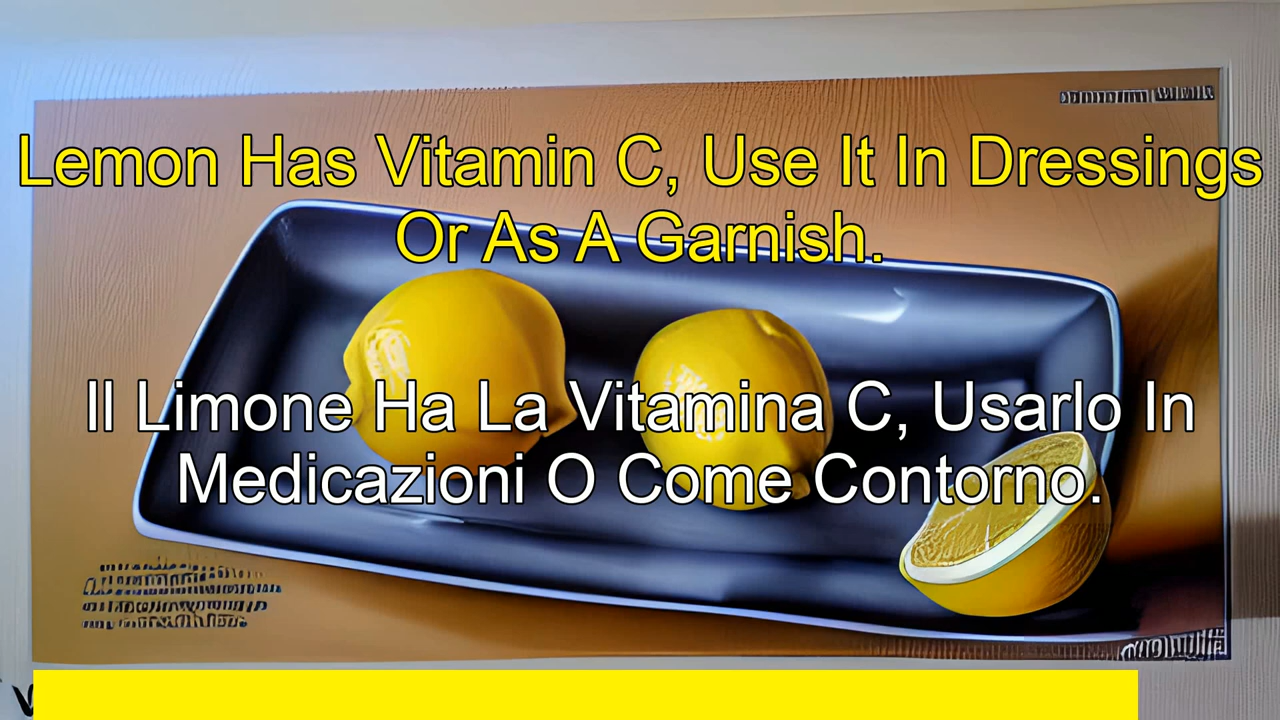 Lemon Has Vitamin C, Use It In Dressings
Or As A Garnish.
Il Limone Ha La Vitamina C, Usarlo In
Medicazioni O Come Contorno.